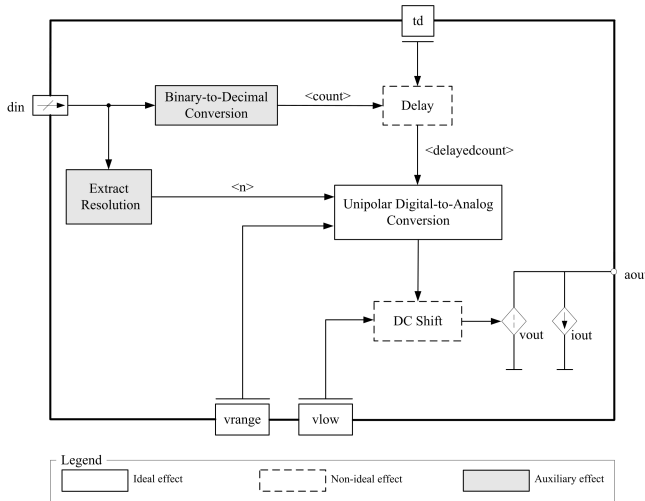 td
din
Binary-to-Decimal
Conversion
<count>
Delay
<delayedcount>
Extract
Resolution
<n>
Unipolar Digital-to-Analog
Conversion
aout
DC Shift
vout
iout
vrange
vlow
Legend
Ideal effect
Non-ideal effect
Auxiliary effect